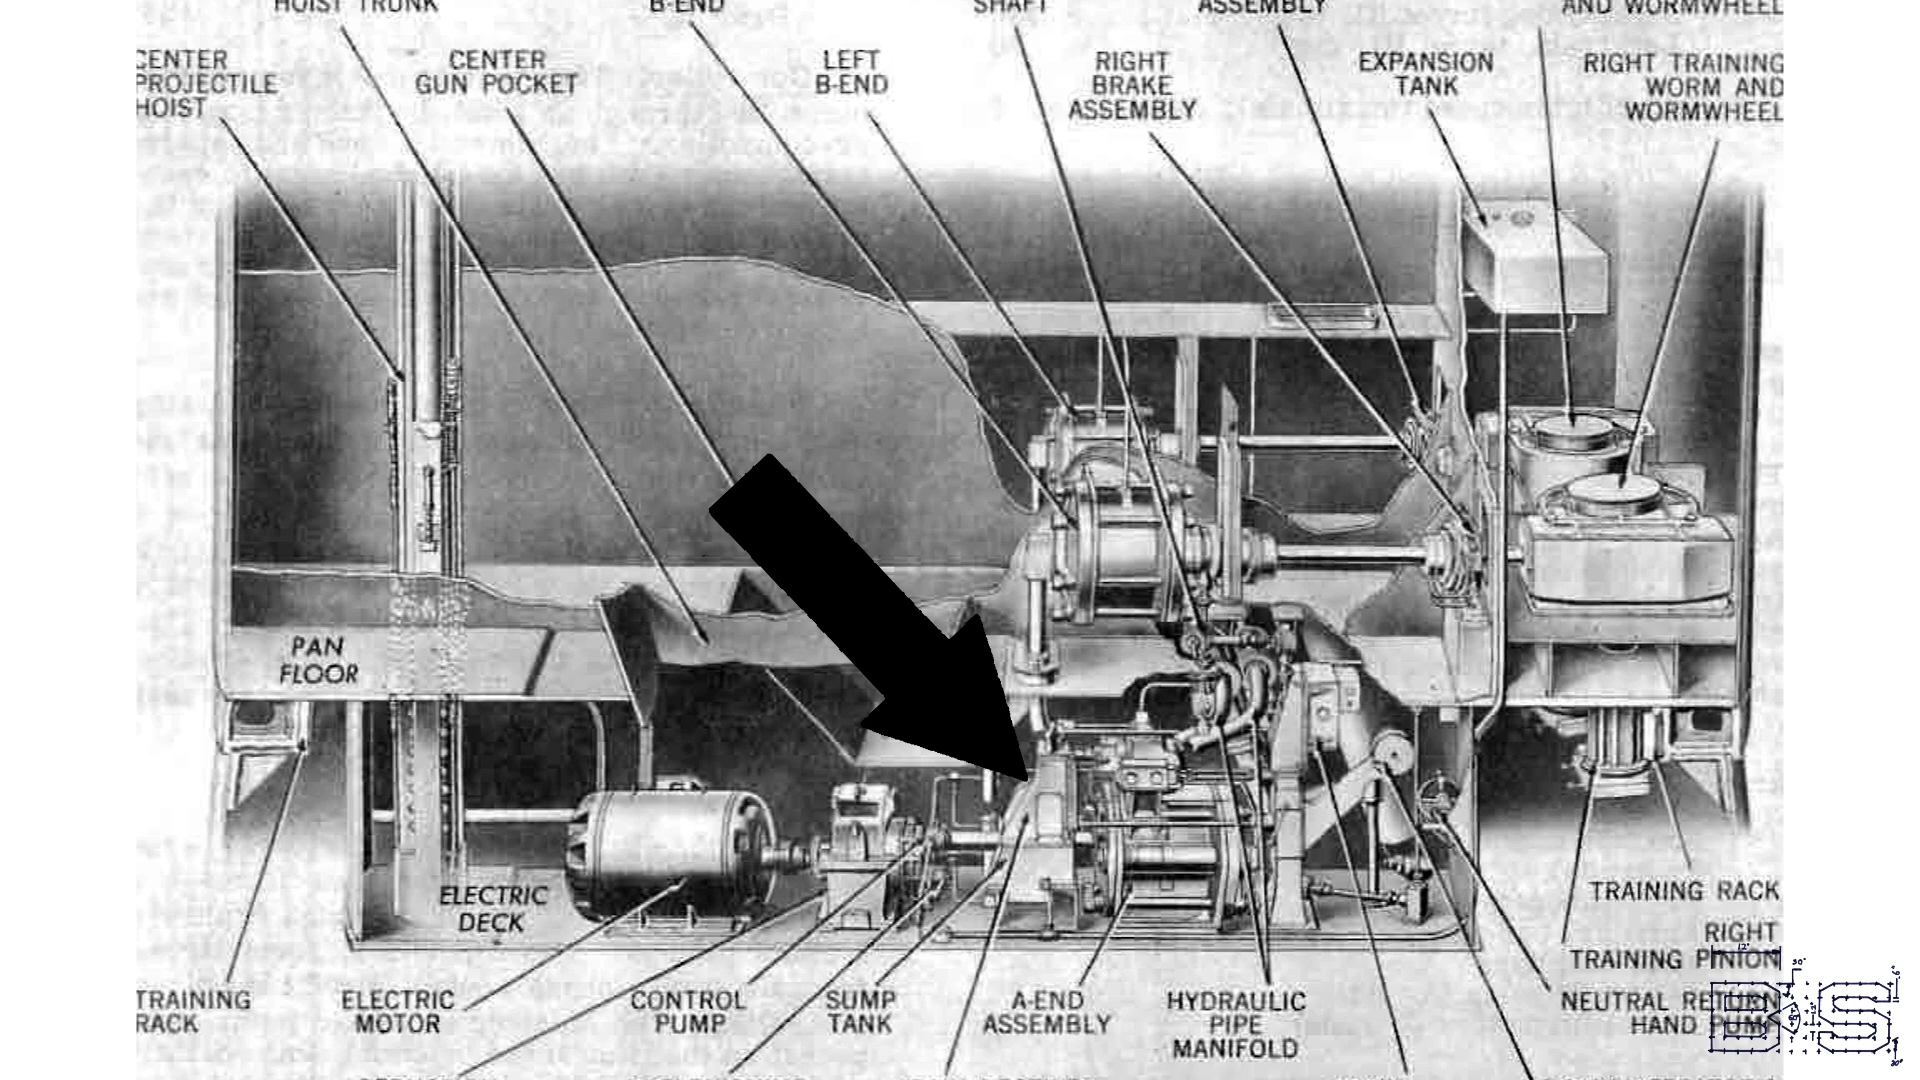 HOIST TRUNK
B-END
SHAFT
ASSEMBLY
AND WORMWHEEL
CENTER
PROJECTILE
HOIST
CENTER
GUN POCKET
LEFT
B-END
RIGHT
BRAKE
ASSEMBLY
EXPANSION
TANK
RIGHT TRAINING
WORM AND
WORMWHEEL
PAN
FLOOR
ELECTRIC
DECK
TRAINING RACK
RIGHT
TRAINING PINION
TRAINING
RACK
ELECTRIC
MOTOR
CONTROL
PUMP
SUMP
TANK
A-END
ASSEMBLY
HYDRAULIC
PIPE
MANIFOLD
NEUTRAL RETURN
HAND PUMP
12"